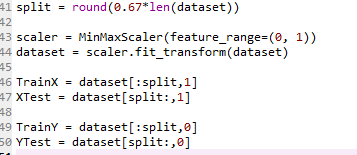 41 split = round(0.67*len(dataset))
42
43 scaler = MinMaxScaler(feature_range=(0, 1))
44 dataset = scaler.fit_transform(dataset)
45
46 TrainX = dataset[:split,1]
47 XTest = dataset[split:,1]
48
49 TrainY = dataset[:split,0]
50 YTest = dataset[split:,0]